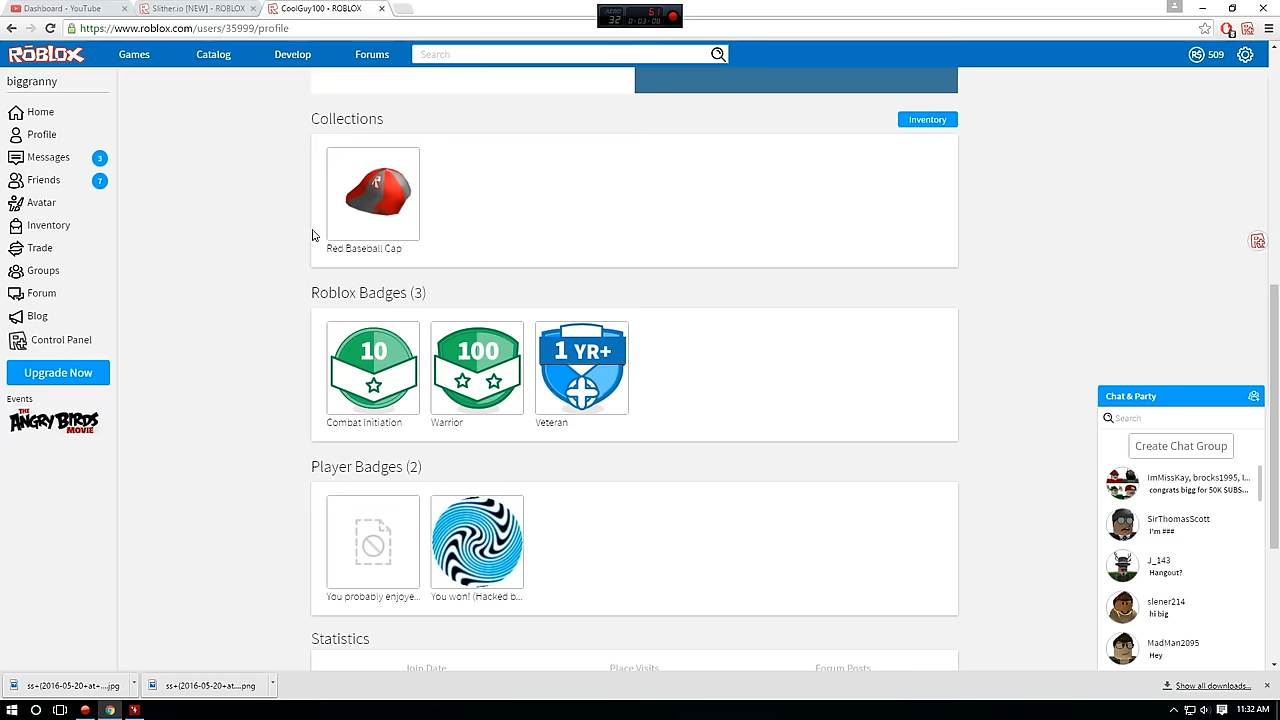 Dashboard - YouTube
Slither.io [NEW] - ROBLOX
CoolGuy100 - ROBLOX
https://www.roblox.com/users/35999/profile
ROBLOX
Games
Catalog
Develop
Forums
Search
R$ 509
biggranny
Home
Profile
Messages 3
Friends 7
Avatar
Inventory
Trade
Groups
Forum
Blog
Control Panel
Upgrade Now
Events
THE ANGRY BIRDS MOVIE
Collections
Inventory
Red Baseball Cap
Roblox Badges (3)
10
100
1 YR+
Combat Initiation
Warrior
Veteran
Player Badges (2)
You probably enjoye...
You won! (Hacked b...
Statistics
Join Date
Place Visits
Forum Posts
Chat & Party
Search
Create Chat Group
ImMissKay, brocks1995, I...
congrats bigg for 50K SUBS...
SirThomasScott
I'm ###
J_143
Hangout?
slener214
hi big
MadMan2095
Hey
ss+(2016-05-20+at+....jpg
ss+(2016-05-20+at....png
Show all downloads...
11:32 AM